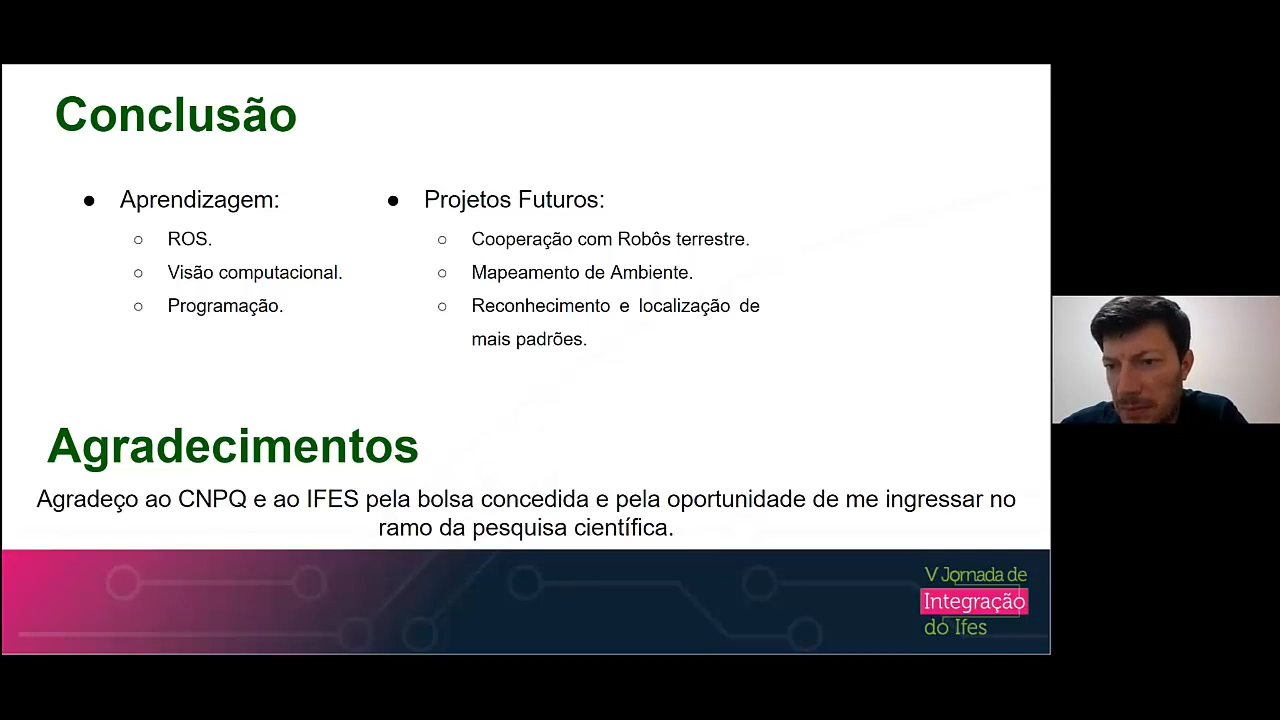 Conclusão
● Aprendizagem:
○ ROS.
○ Visão computacional.
○ Programação.
● Projetos Futuros:
○ Cooperação com Robôs terrestre.
○ Mapeamento de Ambiente.
○ Reconhecimento e localização de
mais padrões.
Agradecimentos
Agradeço ao CNPQ e ao IFES pela bolsa concedida e pela oportunidade de me ingressar no
ramo da pesquisa científica.
V Jornada de
Integração
do Ifes